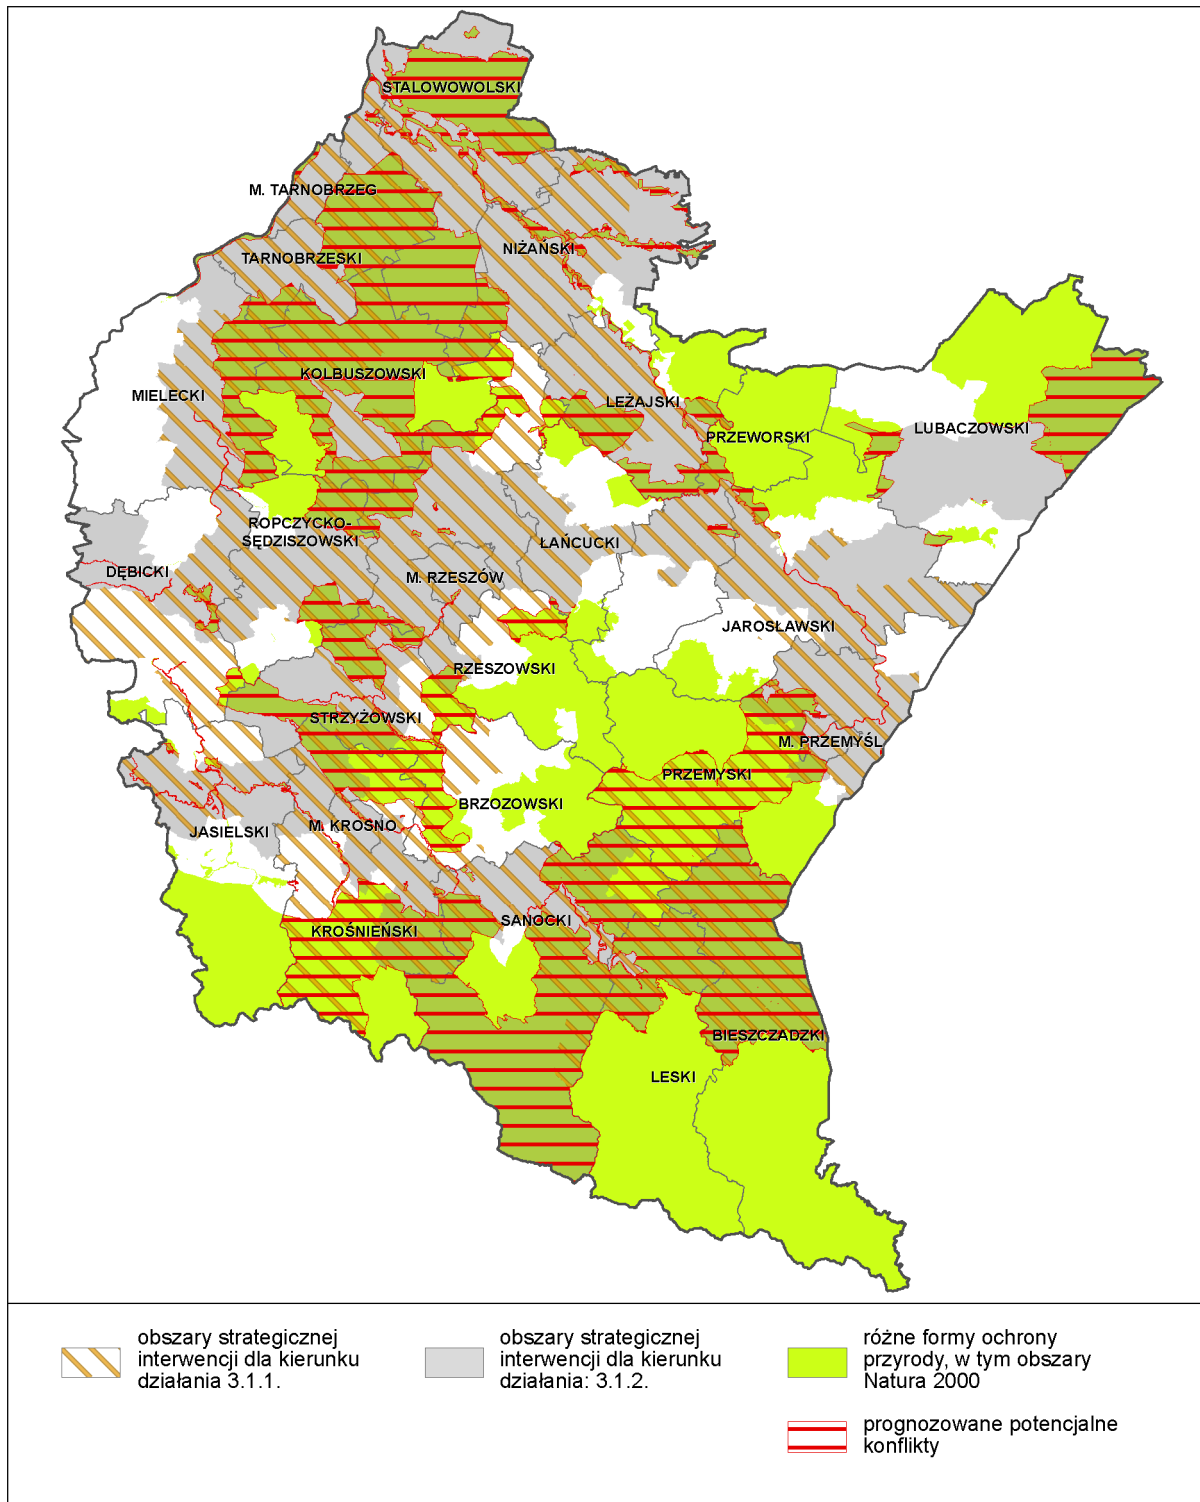 STALOWOWOLSKI
M. TARNOBRZEG
NIŻAŃSKI
TARNOBRZESKI
KOLBUSZOWSKI
MIELECKI
LEŻAJSKI
LUBACZOWSKI
PRZEWORSKI
ROPCZYCKO-
SĘDZISZOWSKI
ŁAŃCUCKI
DĘBICKI
M. RZESZÓW
JAROSŁAWSKI
RZESZOWSKI
STRZYŻOWSKI
M. PRZEMYŚL
PRZEMYSKI
BRZOZOWSKI
JASIELSKI
M. KROSNO
SANOCKI
KROŚNIEŃSKI
BIESZCZADZKI
LESKI
obszary strategicznej
interwencji dla kierunku
działania 3.1.1.
obszary strategicznej
interwencji dla kierunku
działania: 3.1.2.
różne formy ochrony
przyrody, w tym obszary
Natura 2000
prognozowane potencjalne
konflikty